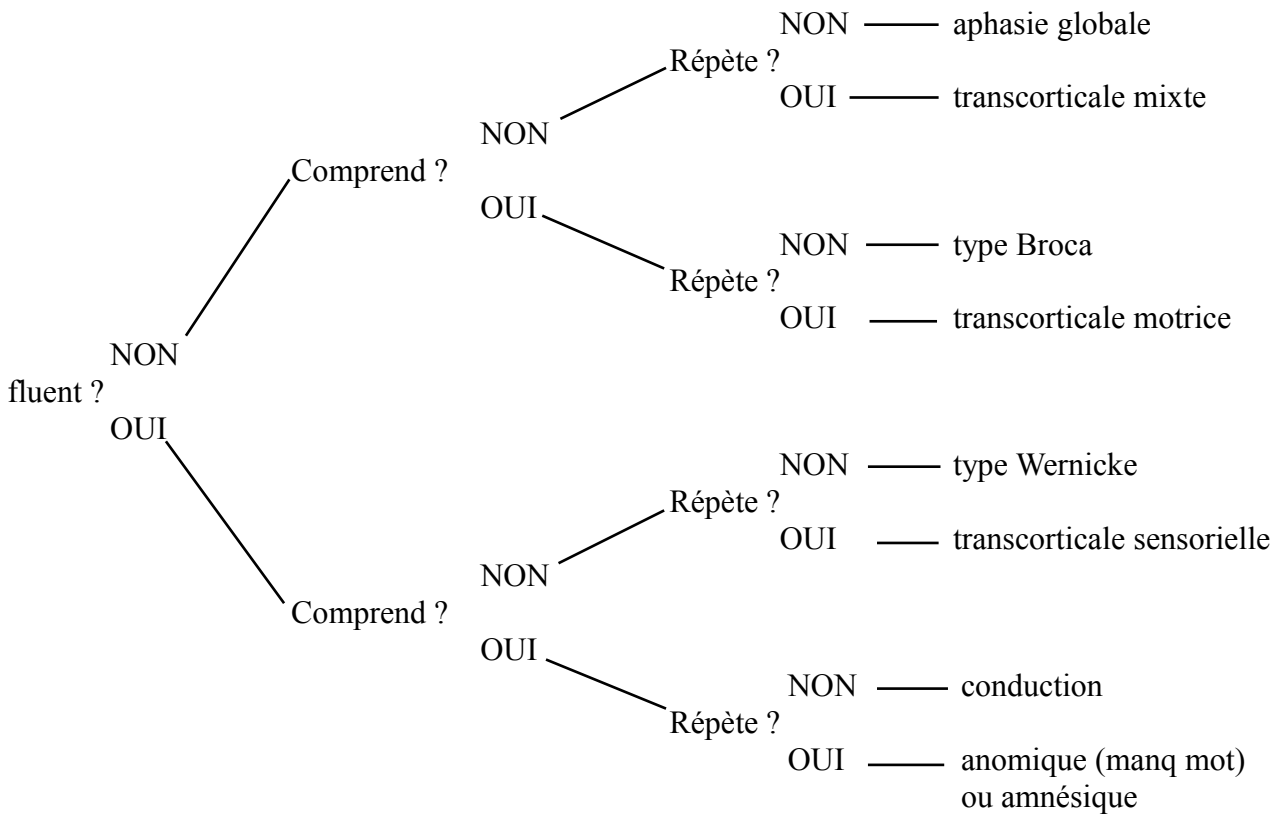 NON aphasie globale
Répète ?
OUI transcorticale mixte
NON
Comprend ?
OUI
NON type Broca
Répète ?
OUI transcorticale motrice
NON
fluent ?
OUI
NON type Wernicke
Répète ?
OUI transcorticale sensorielle
NON
Comprend ?
OUI
NON conduction
Répète ?
OUI anomique (manq mot)
ou amnésique